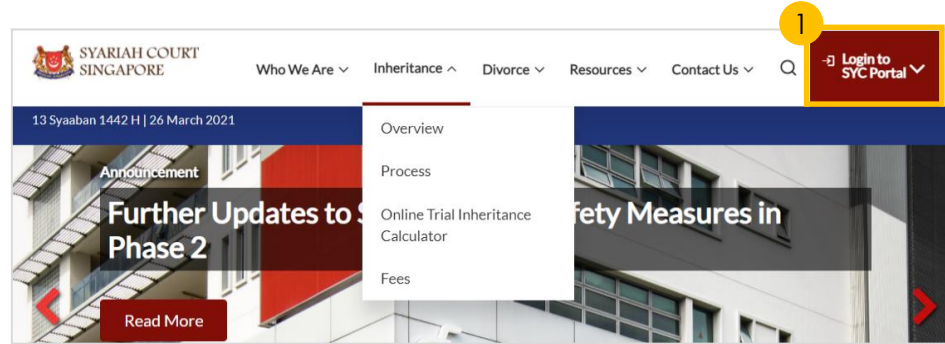 1
SYARIAH COURT
SINGAPORE
Who We Are
Inheritance
Divorce
Resources
Contact Us
Login to
SYC Portal
13 Syaaban 1442 H | 26 March 2021
Overview
Process
Online Trial Inheritance
Calculator
Fees
Announcement
Further Updates to S fety Measures in
Phase 2
Read More